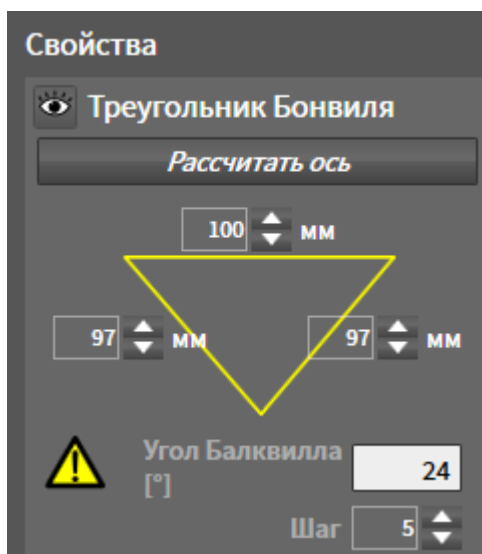 Свойства
Треугольник Бонвиля
Рассчитать ось
100 мм
97 мм 97 мм
Угол Балквилла
[°] 24
Шаг 5